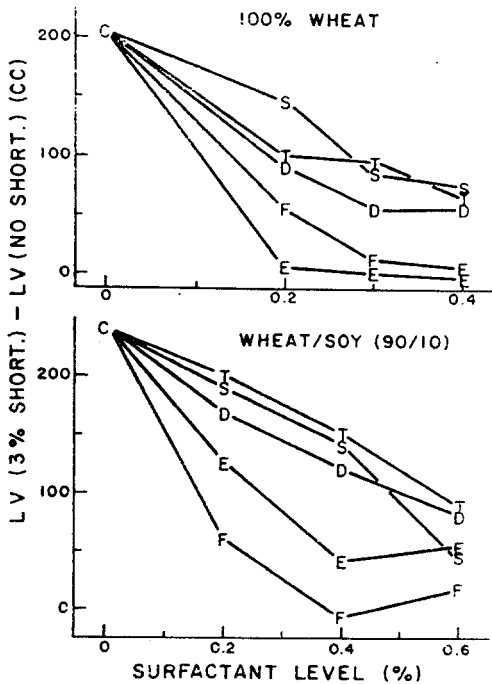 100% WHEAT
LV (3% SHORT.) – LV (NO SHORT.) (CC)
200
100
0
C
S
T
T
D
S
S
T
D
D
F
F
F
E
E
E
0
0.2
0.4
WHEAT/SOY (90/10)
200
100
C
C
T
S
D
E
F
T
S
D
E
F
T
D
E
S
F
0
0.2
0.4
0.6
SURFACTANT LEVEL (%)